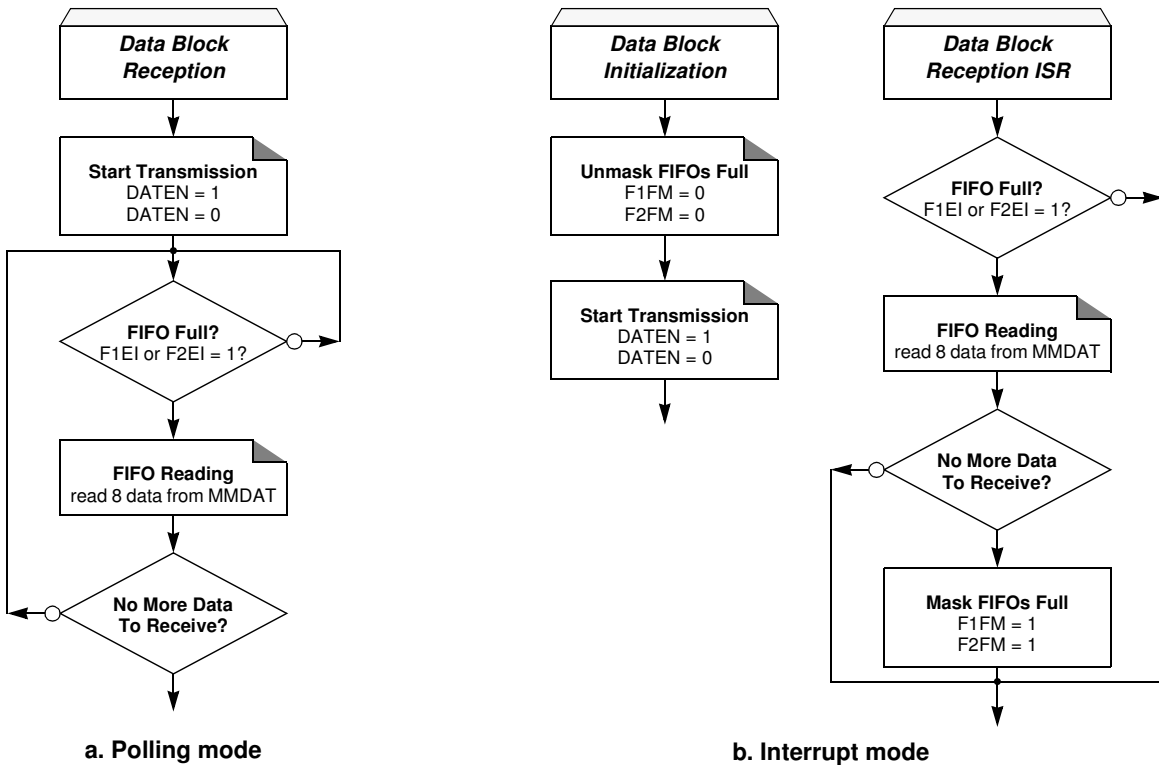 Data Block
Reception
Start Transmission
DATEN = 1
DATEN = 0
FIFO Full?
F1EI or F2EI = 1?
FIFO Reading
read 8 data from MMDAT
No More Data
To Receive?
a. Polling mode
Data Block
Initialization
Unmask FIFOs Full
F1FM = 0
F2FM = 0
Start Transmission
DATEN = 1
DATEN = 0
Data Block
Reception ISR
FIFO Full?
F1EI or F2EI = 1?
FIFO Reading
read 8 data from MMDAT
No More Data
To Receive?
Mask FIFOs Full
F1FM = 1
F2FM = 1
b. Interrupt mode